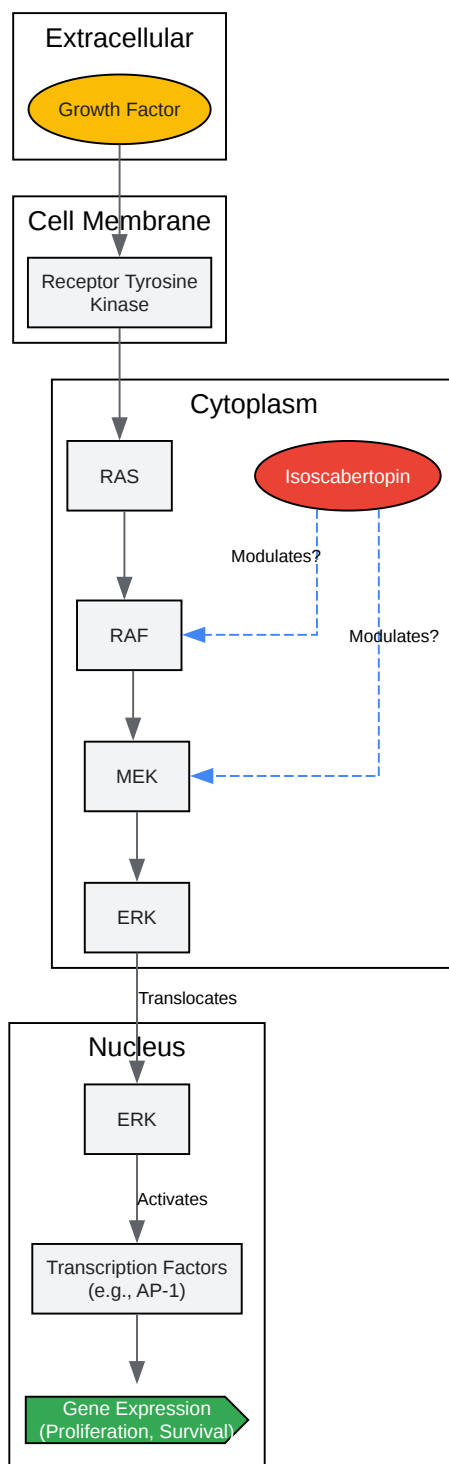 Extracellular
Growth Factor
Cell Membrane
Receptor Tyrosine
Kinase
Cytoplasm
RAS
Isoscabertopin
Modulates?
RAF
Modulates?
MEK
ERK
Translocates
Nucleus
ERK
Activates
Transcription Factors
(e.g., AP-1)
Gene Expression
(Proliferation, Survival)